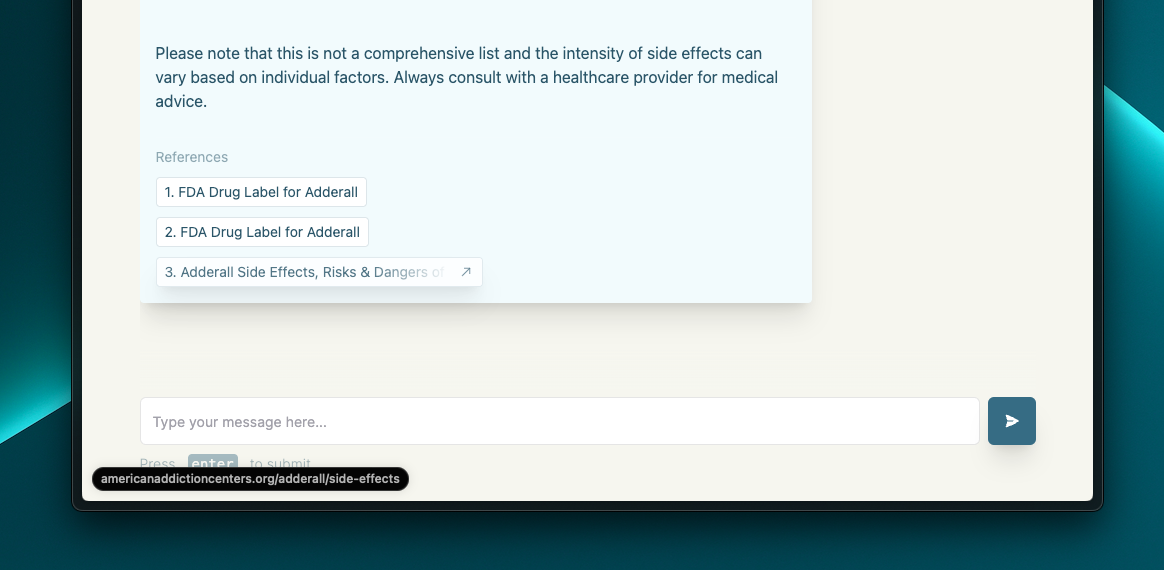 Please note that this is not a comprehensive list and the intensity of side effects can
vary based on individual factors. Always consult with a healthcare provider for medical
advice.
References
1. FDA Drug Label for Adderall
2. FDA Drug Label for Adderall
3. Adderall Side Effects, Risks & Dangers of
Type your message here...
Press enter to submit
americanaddictioncenters.org/adderall/side-effects